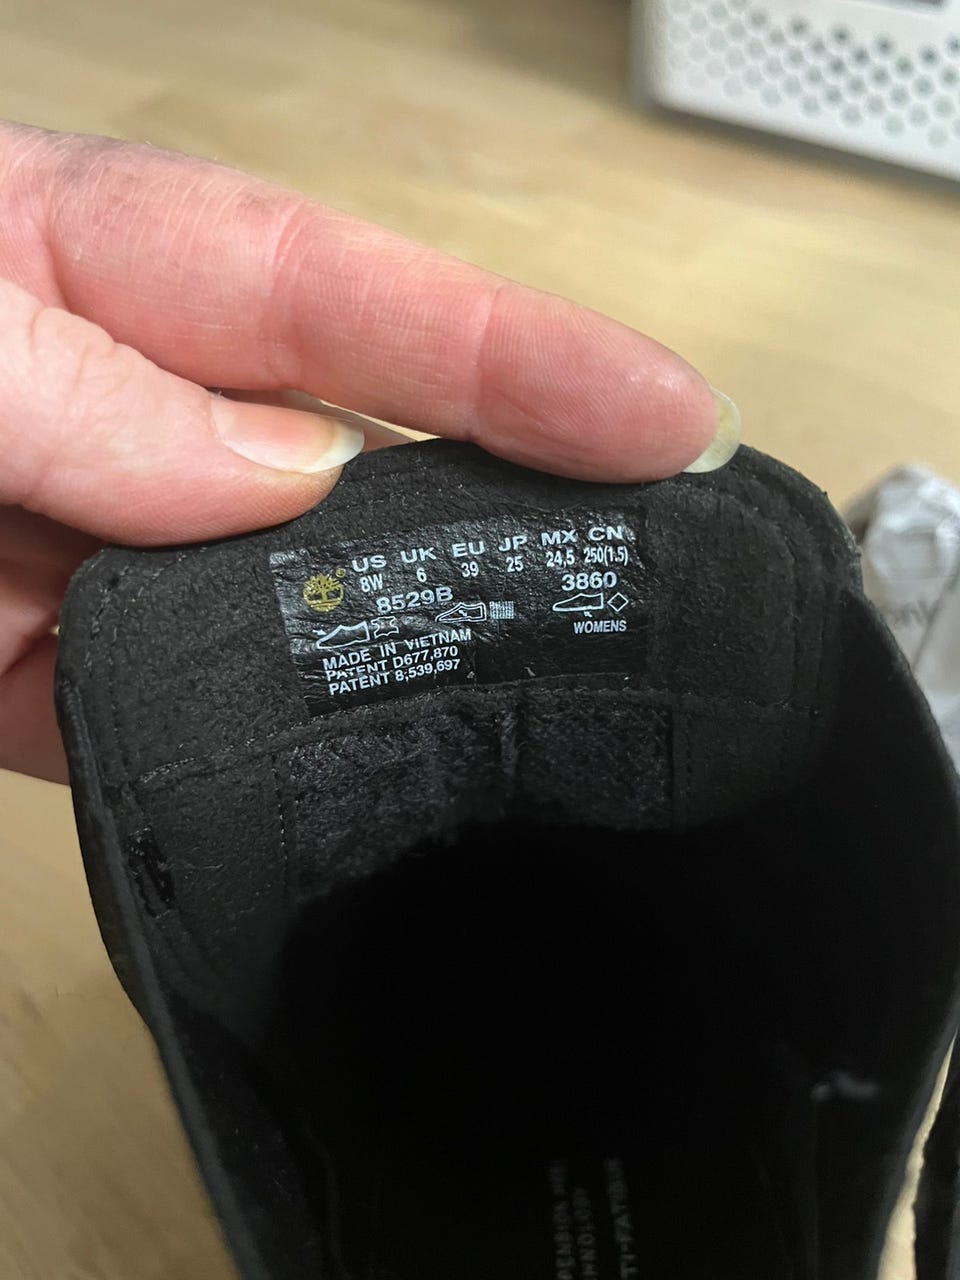 US UK EU JP MX CN
8W 6 39 25 24,5 250(1.5)
®
8529B 3860
WOMENS
MADE IN VIETNAM
PATENT D677,870
PATENT 8,539,697